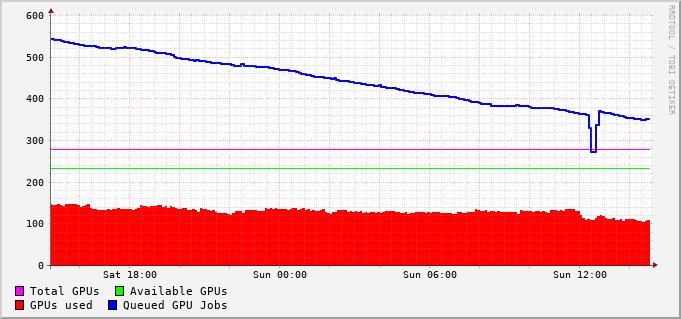 600
500
400
300
200
100
0
Sat 18:00 Sun 00:00 Sun 06:00 Sun 12:00
Total GPUs Available GPUs
GPUs used Queued GPU Jobs
RRDTOOL / TOBI OETIKER